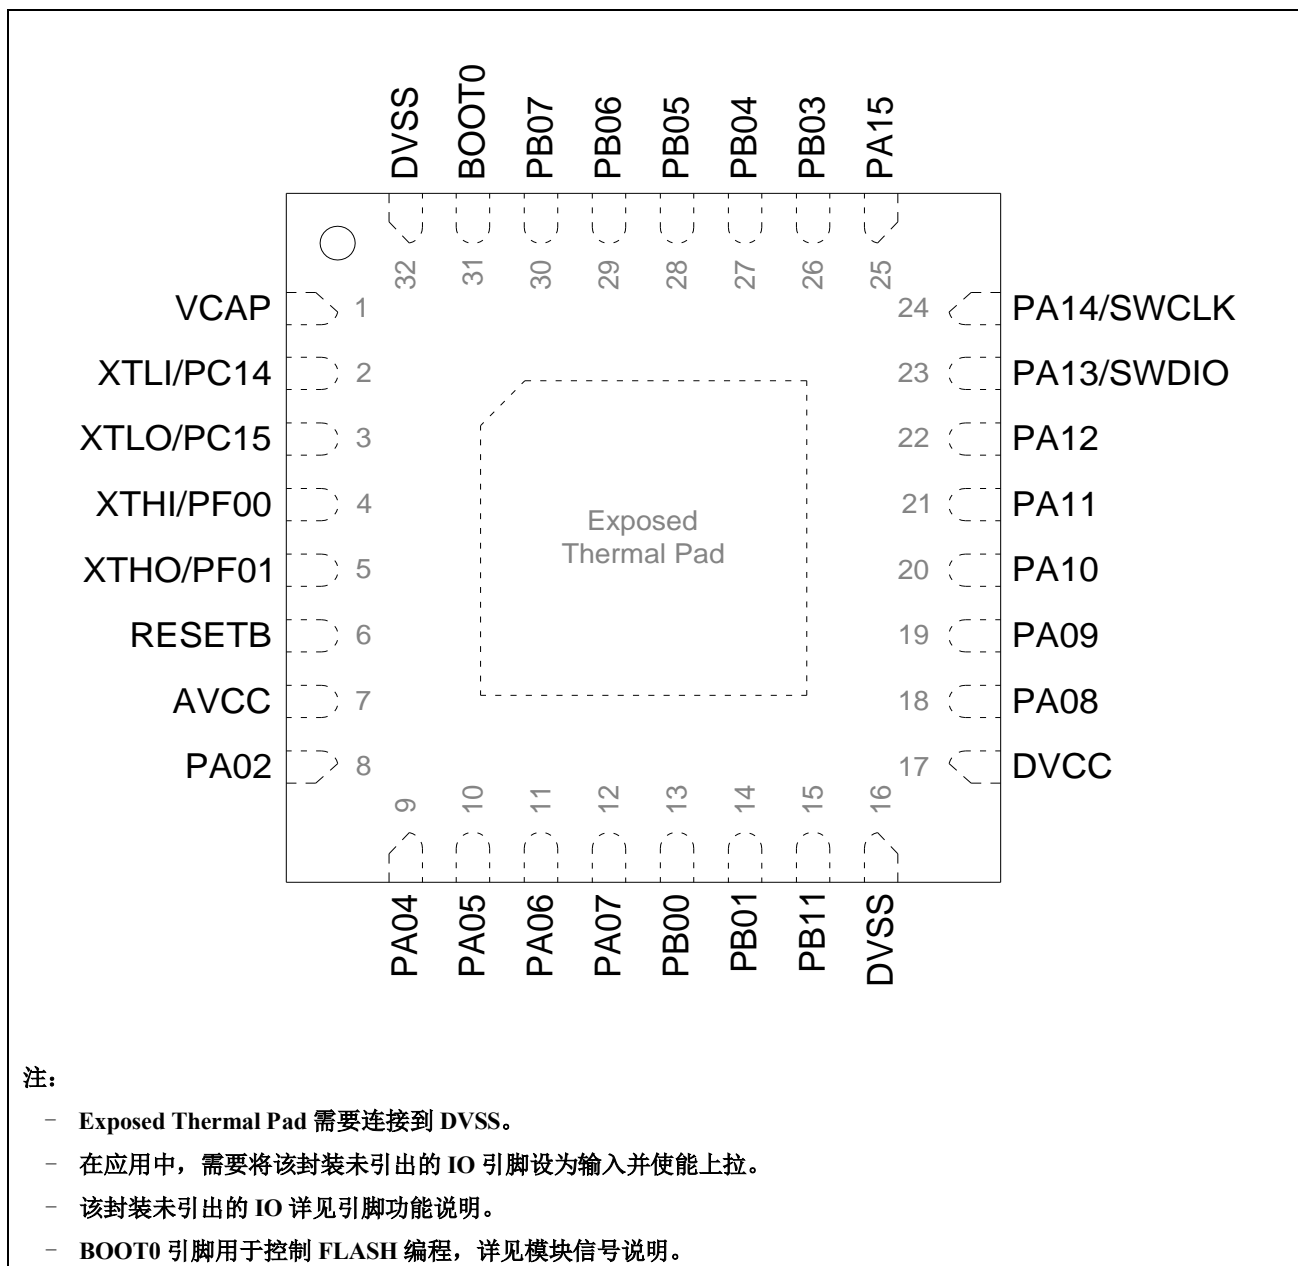 DVSS
BOOT0
PB07
PB06
PB05
PB04
PB03
PA15
32
31
30
29
28
27
26
25
VCAP 1
24 PA14/SWCLK
XTLI/PC14 2
23 PA13/SWDIO
XTLO/PC15 3
22 PA12
XTHI/PF00 4
21 PA11
Exposed
Thermal Pad
XTHO/PF01 5
20 PA10
RESETB 6
19 PA09
AVCC 7
18 PA08
PA02 8
17 DVCC
9
10
11
12
13
14
15
16
PA04
PA05
PA06
PA07
PB00
PB01
PB11
DVSS
注：
－ Exposed Thermal Pad 需要连接到 DVSS。
－ 在应用中，需要将该封装未引出的 IO 引脚设为输入并使能上拉。
－ 该封装未引出的 IO 详见引脚功能说明。
－ BOOT0 引脚用于控制 FLASH 编程，详见模块信号说明。